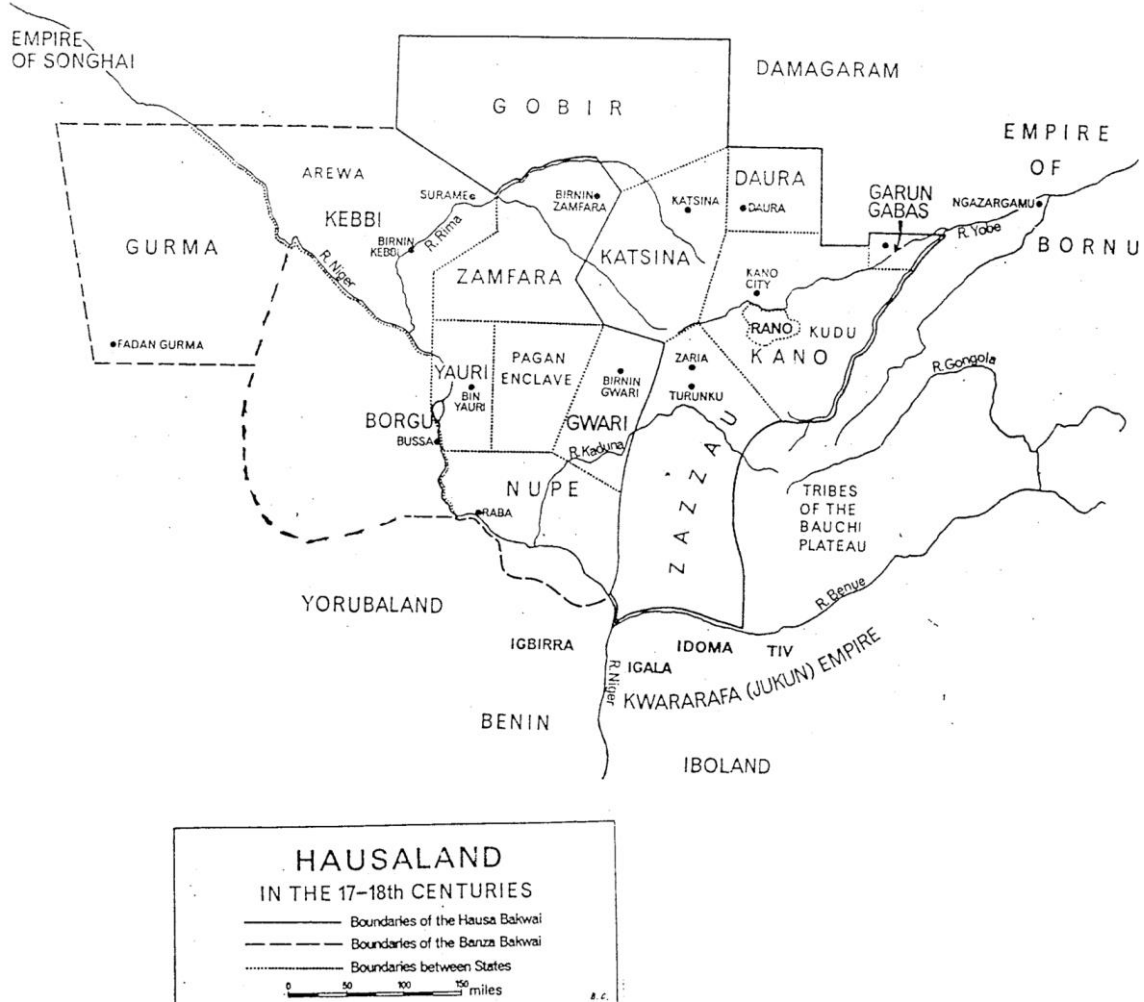 EMPIRE
OF SONGHAI
DAMAGARAM
GOBIR
EMPIRE
OF
BORNU
AREWA
KEBBI
SURAME
BIRNIN
ZAMFARA
KATSINA
DAURA
DAURA
GARUN
GABAS
NGAZARGAMU
R. Yobe
GURMA
R. Niger
BIRNIN
KEBBI
R. Rima
ZAMFARA
KATSINA
KANO
CITY
RANO
KUDU
KANO
FADAN GURMA
YAURI
BIN
YAURI
PAGAN
ENCLAVE
BIRNIN
GWARI
GWARI
ZARIA
TURUNKU
R. Gongola
BORGU
BUSSA
R. Kaduna
NUPE
RABA
ZAZZAU
TRIBES
OF THE
BAUCHI
PLATEAU
R. Benue
YORUBALAND
IGBIRRA
IGALA
IDOMA
TIV
R. Niger
KWARARAFA (JUKUN) EMPIRE
BENIN
IBOLAND
HAUSALAND
IN THE 17–18th CENTURIES
Boundaries of the Hausa Bakwai
Boundaries of the Banza Bakwai
Boundaries between States
0 50 100 150 miles
B.C.